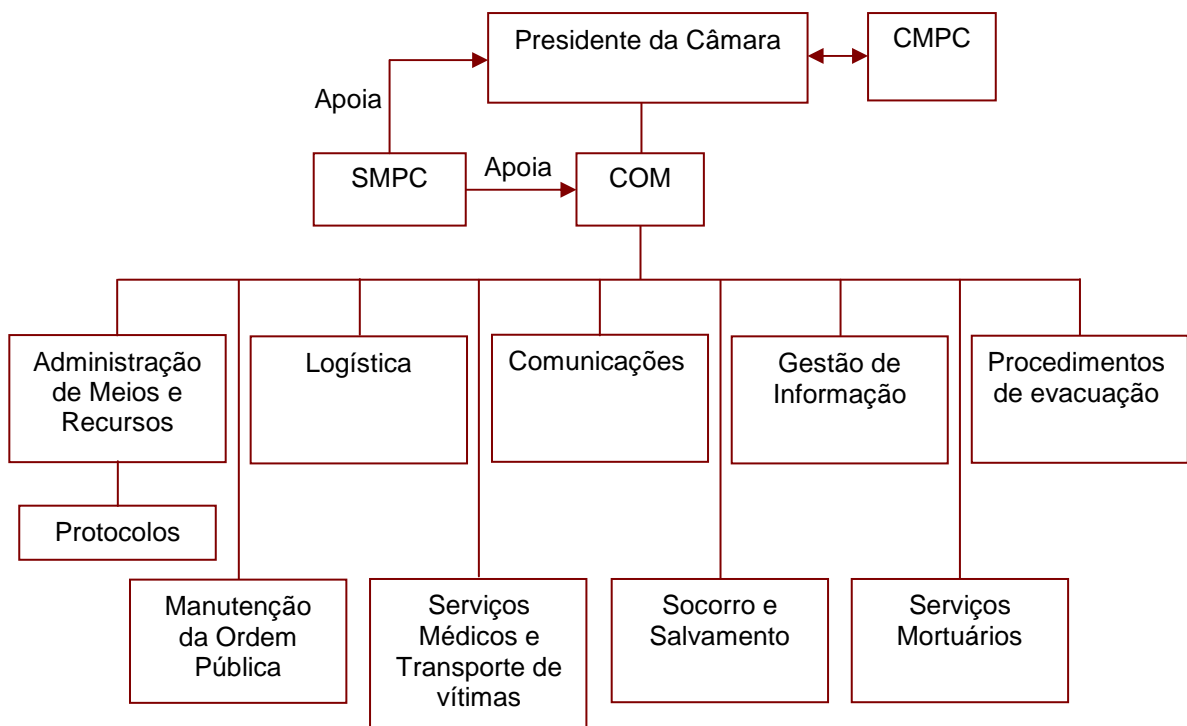 Presidente da Câmara
CMPC
Apoia
SMPC
Apoia
COM
Administração
de Meios e
Recursos
Logística
Comunicações
Gestão de
Informação
Procedimentos
de evacuação
Protocolos
Manutenção
da Ordem
Pública
Serviços
Médicos e
Transporte de
vítimas
Socorro e
Salvamento
Serviços
Mortuários